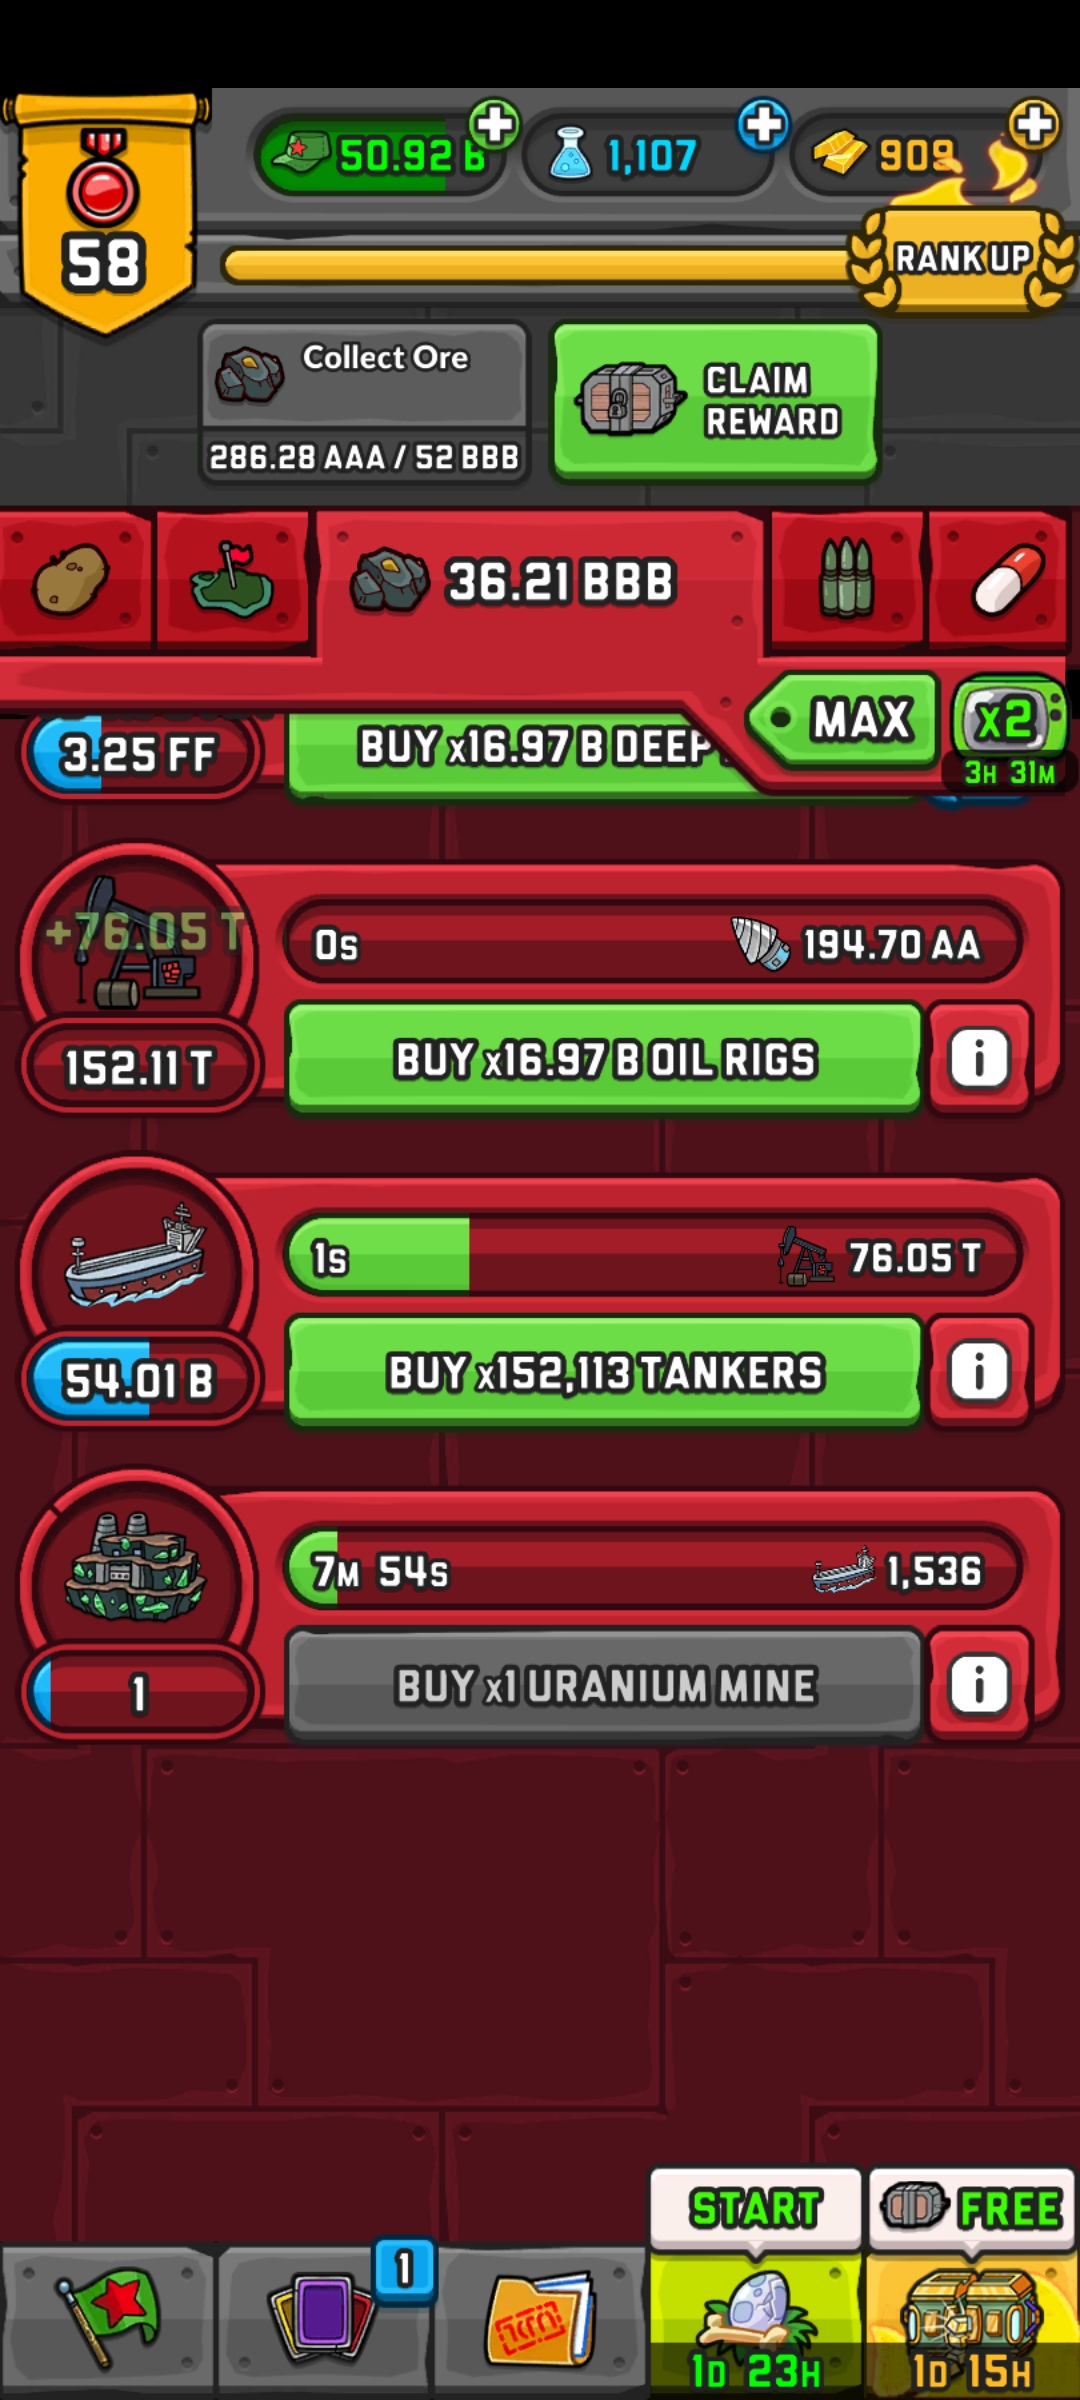 58
50.92 B
1,107
909
RANK UP
Collect Ore
286.28 AAA / 52 BBB
CLAIM
REWARD
36.21 BBB
MAX
x2
3H 31M
3.25 FF
BUY x16.97 B DEEP
+76.05 T
0s
194.70 AA
152.11 T
BUY x16.97 B OIL RIGS
i
1s
76.05 T
54.01 B
BUY x152,113 TANKERS
i
7M 54s
1,536
1
BUY x1 URANIUM MINE
i
START
FREE
1
1D 23H
1D 15H